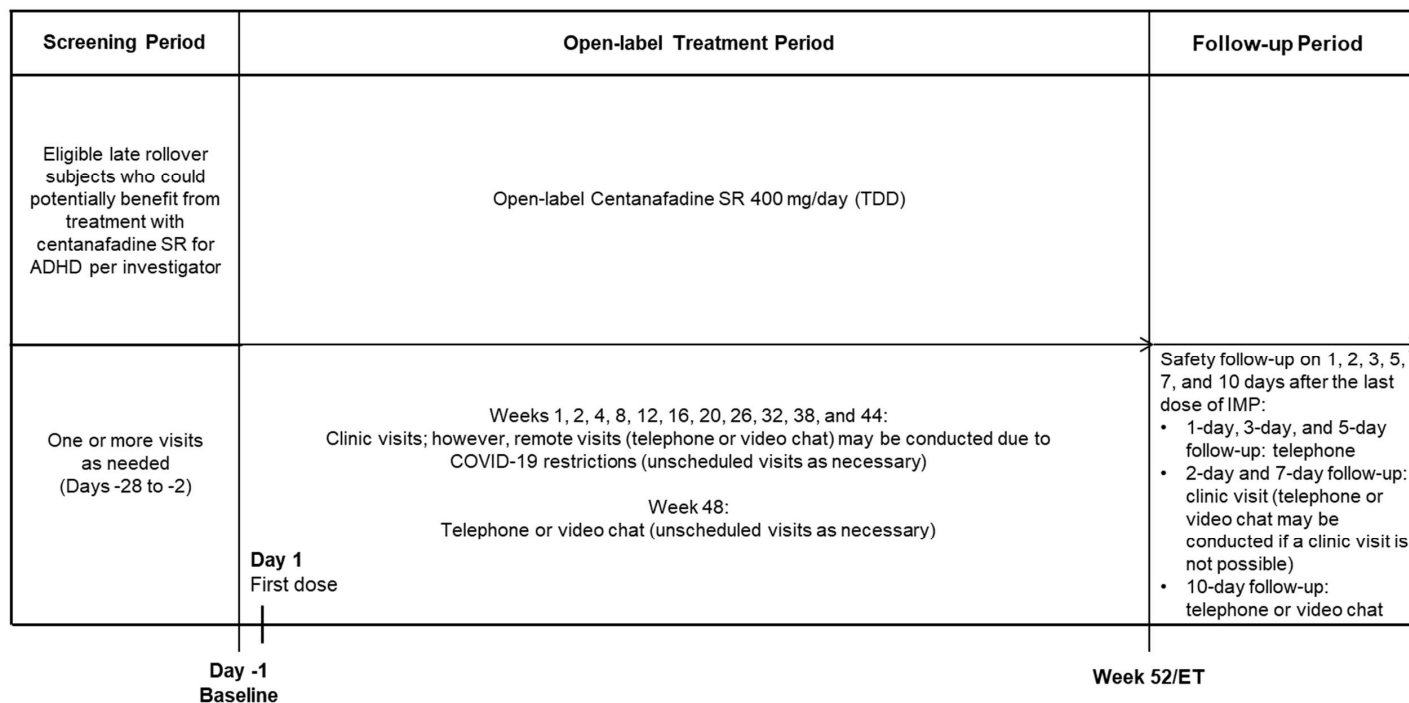 Screening Period
Open-label Treatment Period
Follow-up Period
Eligible late rollover
subjects who could
potentially benefit from
treatment with
centanafadine SR for
ADHD per investigator
Open-label Centanafadine SR 400 mg/day (TDD)
One or more visits
as needed
(Days -28 to -2)
Weeks 1, 2, 4, 8, 12, 16, 20, 26, 32, 38, and 44:
Clinic visits; however, remote visits (telephone or video chat) may be conducted due to
COVID-19 restrictions (unscheduled visits as necessary)
Week 48:
Telephone or video chat (unscheduled visits as necessary)
Day 1
First dose
Safety follow-up on 1, 2, 3, 5,
7, and 10 days after the last
dose of IMP:
• 1-day, 3-day, and 5-day
follow-up: telephone
• 2-day and 7-day follow-up:
clinic visit (telephone or
video chat may be
conducted if a clinic visit is
not possible)
• 10-day follow-up:
telephone or video chat
Day -1
Baseline
Week 52/ET